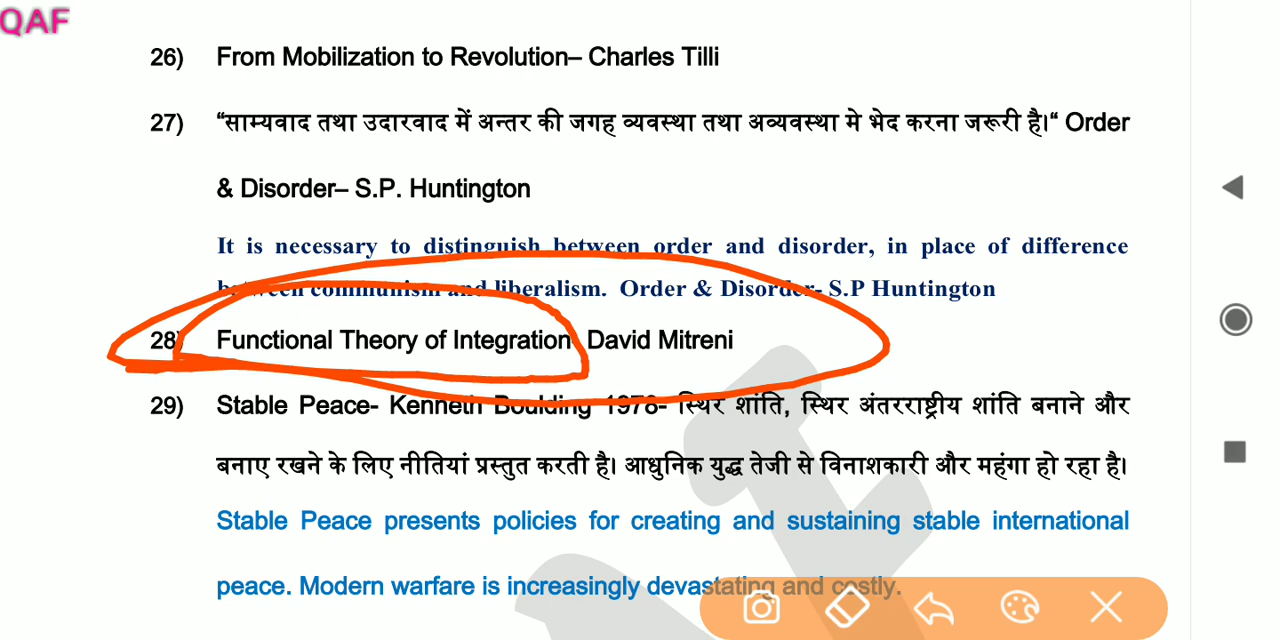 QAF
26) From Mobilization to Revolution– Charles Tilli
27) “साम्यवाद तथा उदारवाद में अन्तर की जगह व्यवस्था तथा अव्यवस्था मे भेद करना जरूरी है।“ Order
& Disorder– S.P. Huntington
It is necessary to distinguish between order and disorder, in place of difference
between communism and liberalism. Order & Disorder- S.P Huntington
28) Functional Theory of Integration David Mitreni
29) Stable Peace- Kenneth Boulding 1978- स्थिर शांति, स्थिर अंतरराष्ट्रीय शांति बनाने और
बनाए रखने के लिए नीतियां प्रस्तुत करती है। आधुनिक युद्ध तेजी से विनाशकारी और महंगा हो रहा है।
Stable Peace presents policies for creating and sustaining stable international
peace. Modern warfare is increasingly devastating and costly.